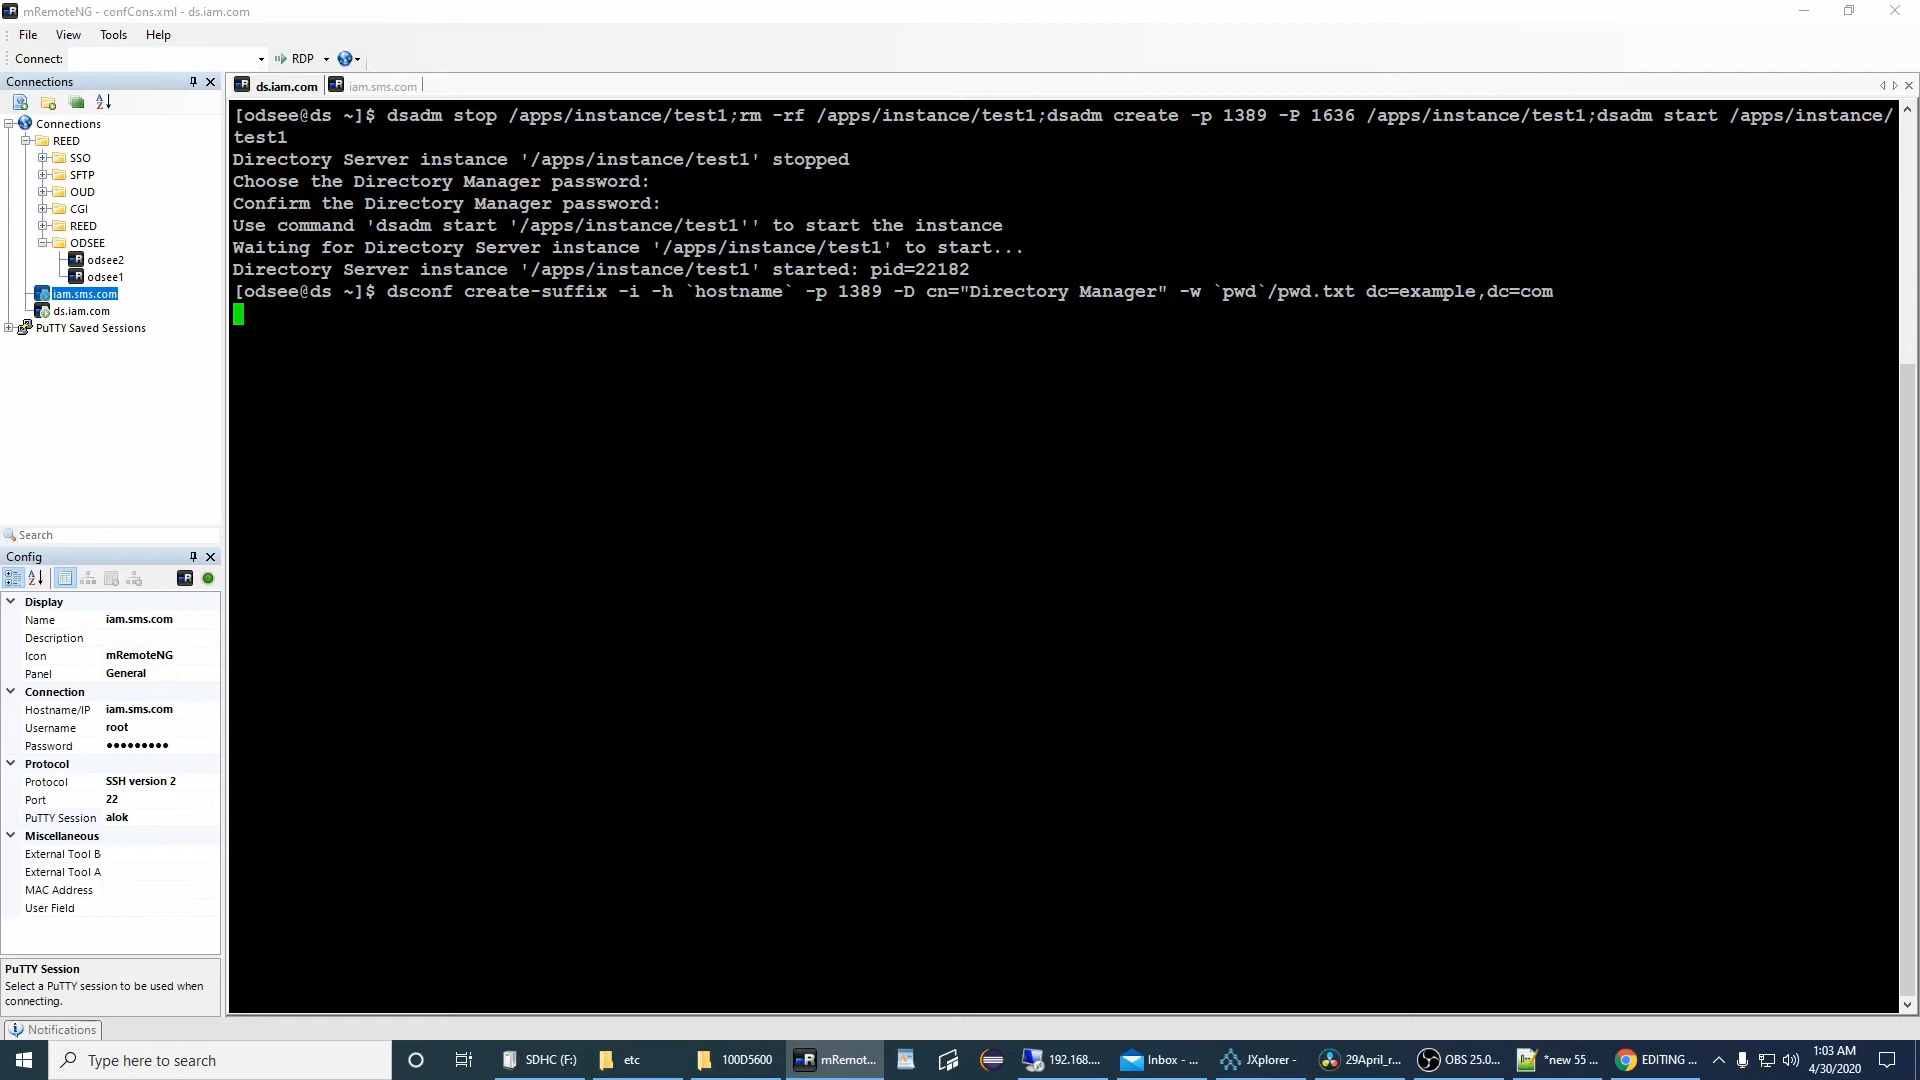 mRemoteNG - confCons.xml - ds.iam.com
File View Tools Help
Connect: RDP
Connections
ds.iam.com iam.sms.com
Connections
REED
SSO
SFTP
OUD
CGI
REED
ODSEE
odsee2
odsee1
iam.sms.com
ds.iam.com
PuTTY Saved Sessions
[odsee@ds ~]$ dsadm stop /apps/instance/test1;rm -rf /apps/instance/test1;dsadm create -p 1389 -P 1636 /apps/instance/test1;dsadm start /apps/instance/
test1
Directory Server instance '/apps/instance/test1' stopped
Choose the Directory Manager password:
Confirm the Directory Manager password:
Use command 'dsadm start '/apps/instance/test1'' to start the instance
Waiting for Directory Server instance '/apps/instance/test1' to start...
Directory Server instance '/apps/instance/test1' started: pid=22182
[odsee@ds ~]$ dsconf create-suffix -i -h `hostname` -p 1389 -D cn="Directory Manager" -w `pwd`/pwd.txt dc=example,dc=com
Search
Config
Display
Name iam.sms.com
Description
Icon mRemoteNG
Panel General
Connection
Hostname/IP iam.sms.com
Username root
Password ●●●●●●●●●
Protocol
Protocol SSH version 2
Port 22
PuTTY Session alok
Miscellaneous
External Tool B
External Tool A
MAC Address
User Field
PuTTY Session
Select a PuTTY session to be used when
connecting.
Notifications
Type here to search
SDHC (F:) etc 100D5600 mRemot... 192.168.... Inbox - ... JXplorer - 29April_r... OBS 25.0... *new 55 ... EDITING ...
1:03 AM
4/30/2020